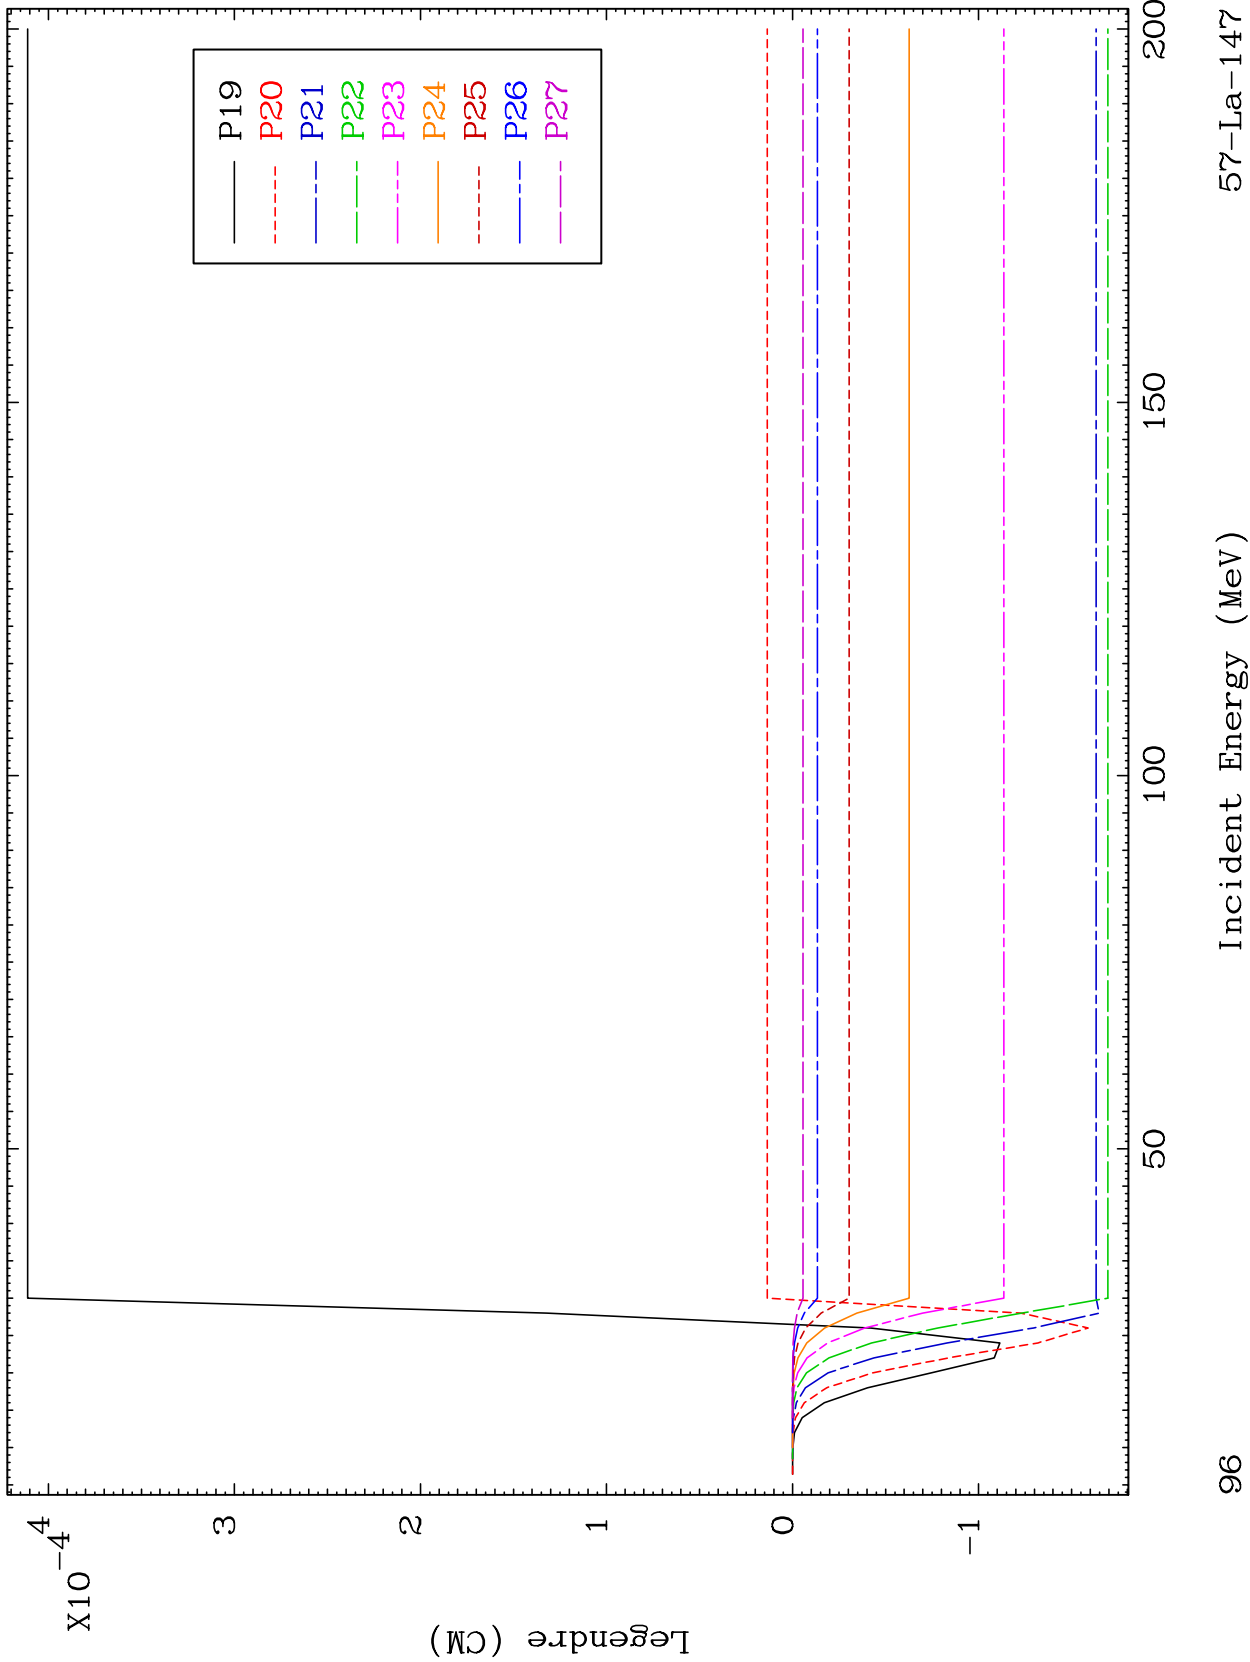 X10-4
4
3
2
1
0
-1
Legendre (CM)
P19
P20
P21
P22
P23
P24
P25
P26
P27
50
100
150
200
96
Incident Energy (MeV)
57-La-147